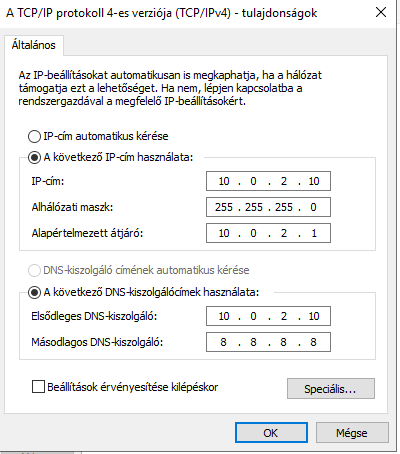 A TCP/IP protokoll 4-es verziója (TCP/IPv4) - tulajdonságok
Általános
Az IP-beállításokat automatikusan is megkaphatja, ha a hálózat
támogatja ezt a lehetőséget. Ha nem, lépjen kapcsolatba a
rendszergazdával a megfelelő IP-beállításokért.
IP-cím automatikus kérése
A következő IP-cím használata:
IP-cím: 10 . 0 . 2 . 10
Alhálózati maszk: 255 . 255 . 255 . 0
Alapértelmezett átjáró: 10 . 0 . 2 . 1
DNS-kiszolgáló címének automatikus kérése
A következő DNS-kiszolgálócímek használata:
Elsődleges DNS-kiszolgáló: 10 . 0 . 2 . 10
Másodlagos DNS-kiszolgáló: 8 . 8 . 8 . 8
Beállítások érvényesítése kilépéskor
Speciális...
OK Mégse